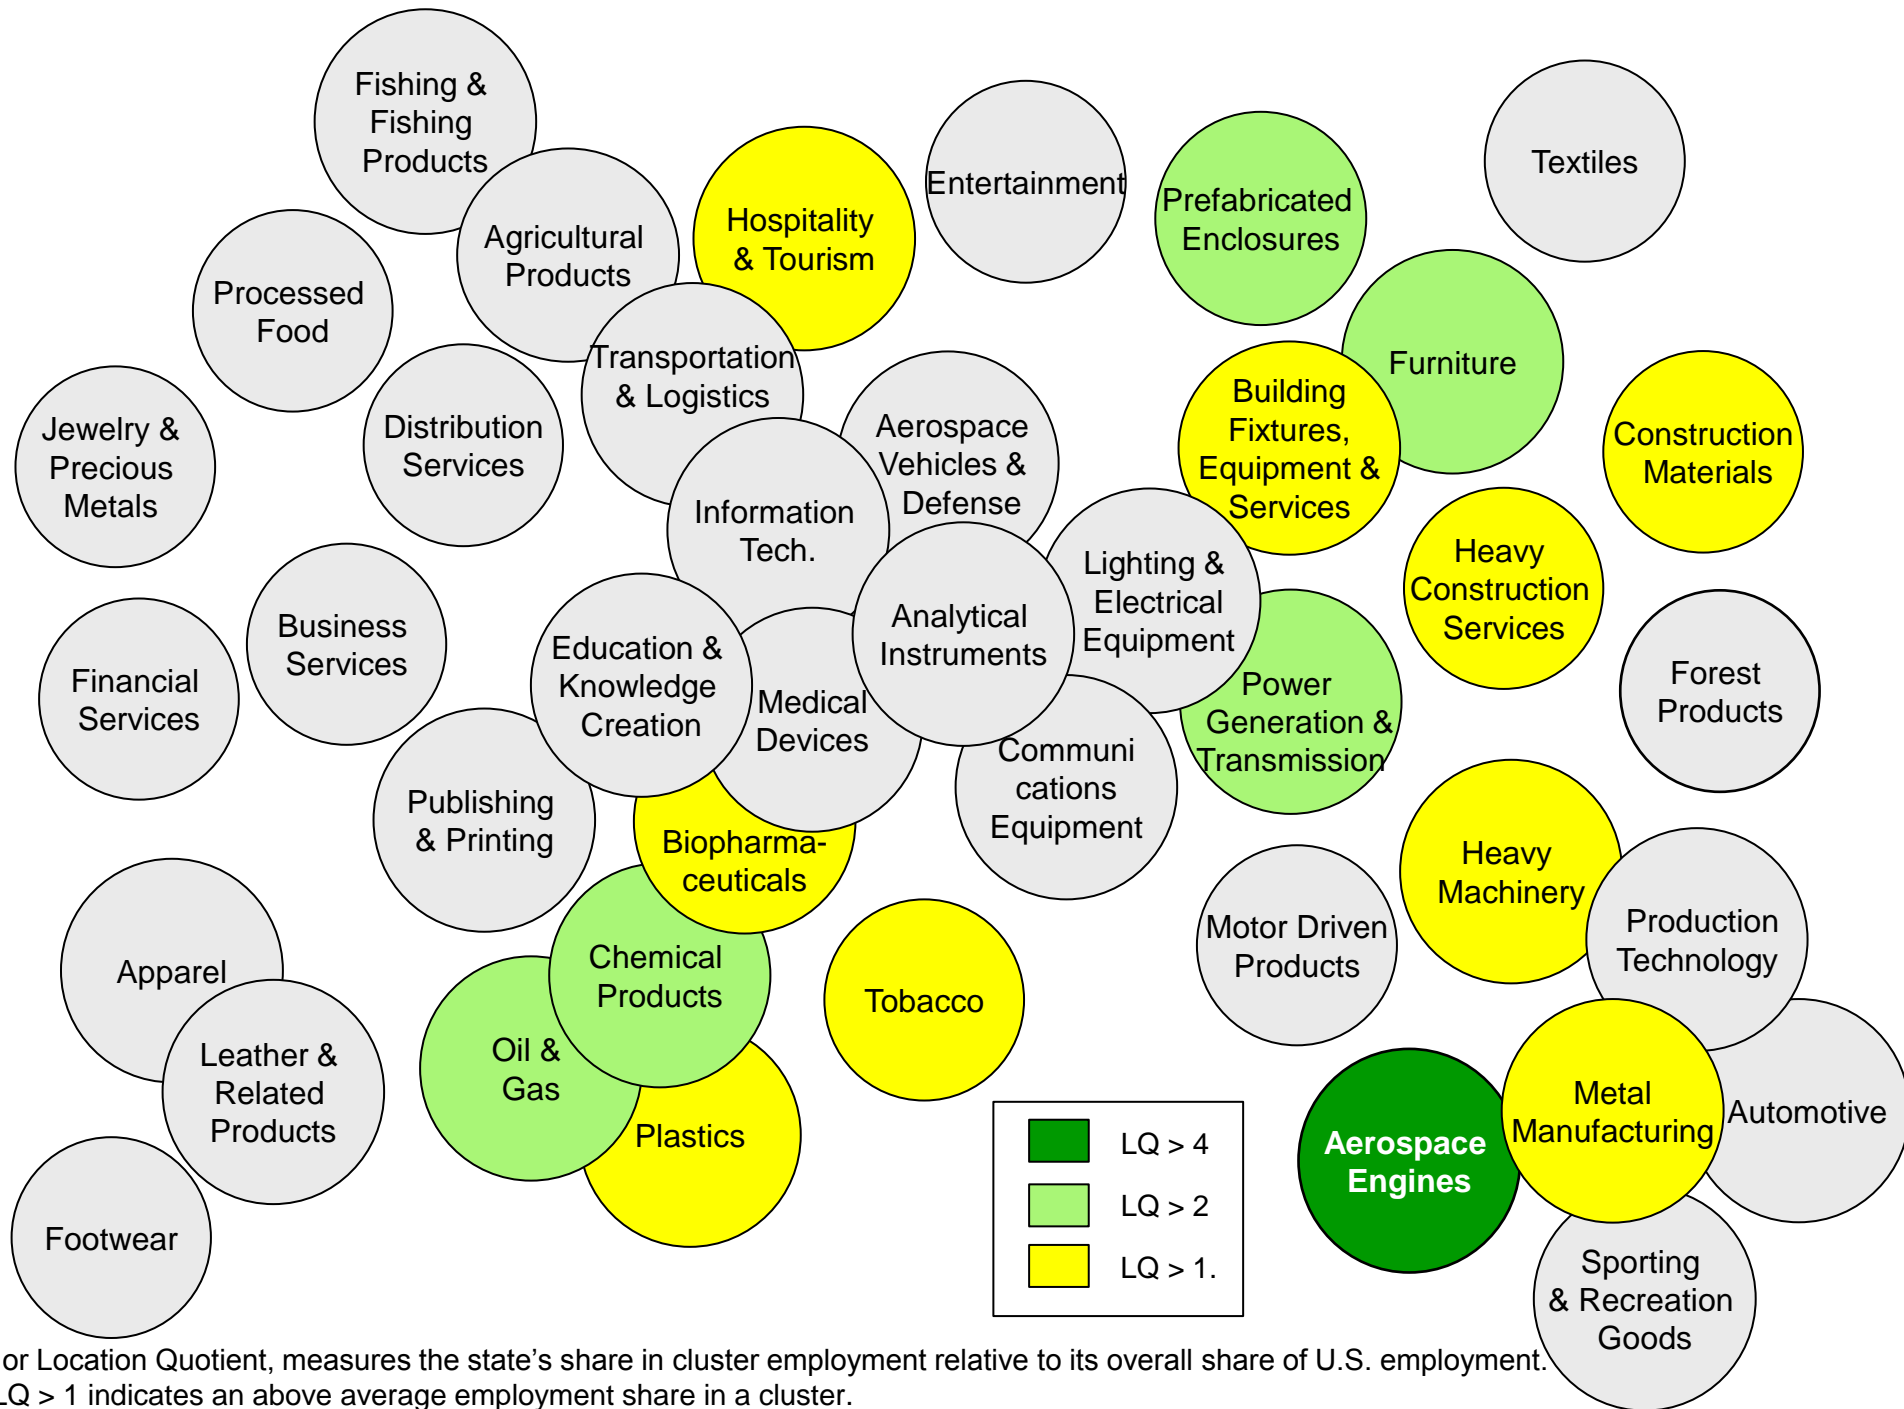 Fishing &
Fishing
Products
Textiles
Entertainment
Prefabricated
Enclosures
Hospitality
& Tourism
Agricultural
Products
Processed
Food
Transportation
& Logistics
Furniture
Building
Fixtures,
Equipment &
Services
Construction
Materials
Jewelry &
Precious
Metals
Distribution
Services
Aerospace
Vehicles &
Defense
Information
Tech.
Heavy
Construction
Services
Lighting &
Electrical
Equipment
Analytical
Instruments
Business
Services
Education &
Knowledge
Creation
Financial
Services
Medical
Devices
Power
Generation &
Transmission
Forest
Products
Communi
cations
Equipment
Publishing
& Printing
Biopharma-
ceuticals
Heavy
Machinery
Motor Driven
Products
Production
Technology
Apparel
Chemical
Products
Tobacco
Leather &
Related
Products
Oil &
Gas
Plastics
Metal
Manufacturing
Automotive
Aerospace
Engines
LQ > 4
LQ > 2
LQ > 1.
Footwear
Sporting
& Recreation
Goods
or Location Quotient, measures the state’s share in cluster employment relative to its overall share of U.S. employment.
LQ > 1 indicates an above average employment share in a cluster.